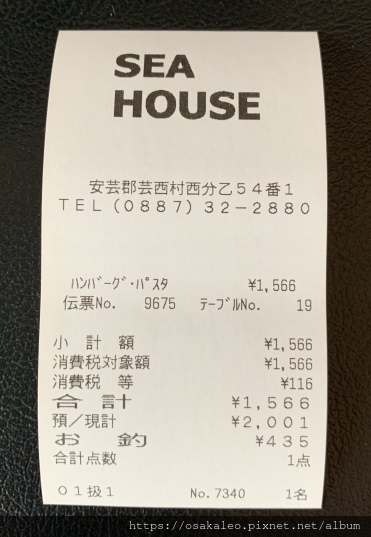 SEA
HOUSE
安芸郡芸西村西分乙54番1
TEL(0887)32-2880
ﾊﾝﾊﾞｰｸﾞ･ﾊﾟｽﾀ ¥1,566
伝票No. 9675 ﾃｰﾌﾞﾙNo. 19
小 計 額 ¥1,566
消費税対象額 ¥1,566
消費税 等 ¥116
合 計 ¥1,566
預/現計 ¥2,001
お 釣 ¥435
合計点数 1点
01扱1 No.7340 1名
https://osakaleo.pixnet.net/album